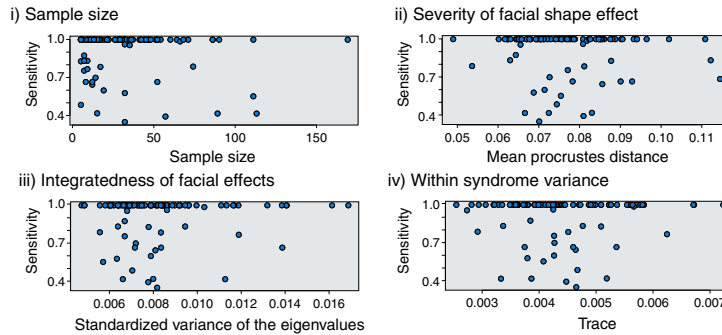 i) Sample size
1.0
0.7
0.4
Sensitivity
0 50 100 150
Sample size
ii) Severity of facial shape effect
1.0
0.7
0.4
Sensitivity
0.05 0.06 0.07 0.08 0.09 0.10 0.11
Mean procrustes distance
iii) Integratedness of facial effects
1.0
0.7
0.4
Sensitivity
0.006 0.008 0.010 0.012 0.014 0.016
Standardized variance of the eigenvalues
iv) Within syndrome variance
1.0
0.7
0.4
Sensitivity
0.003 0.004 0.005 0.006 0.007
Trace